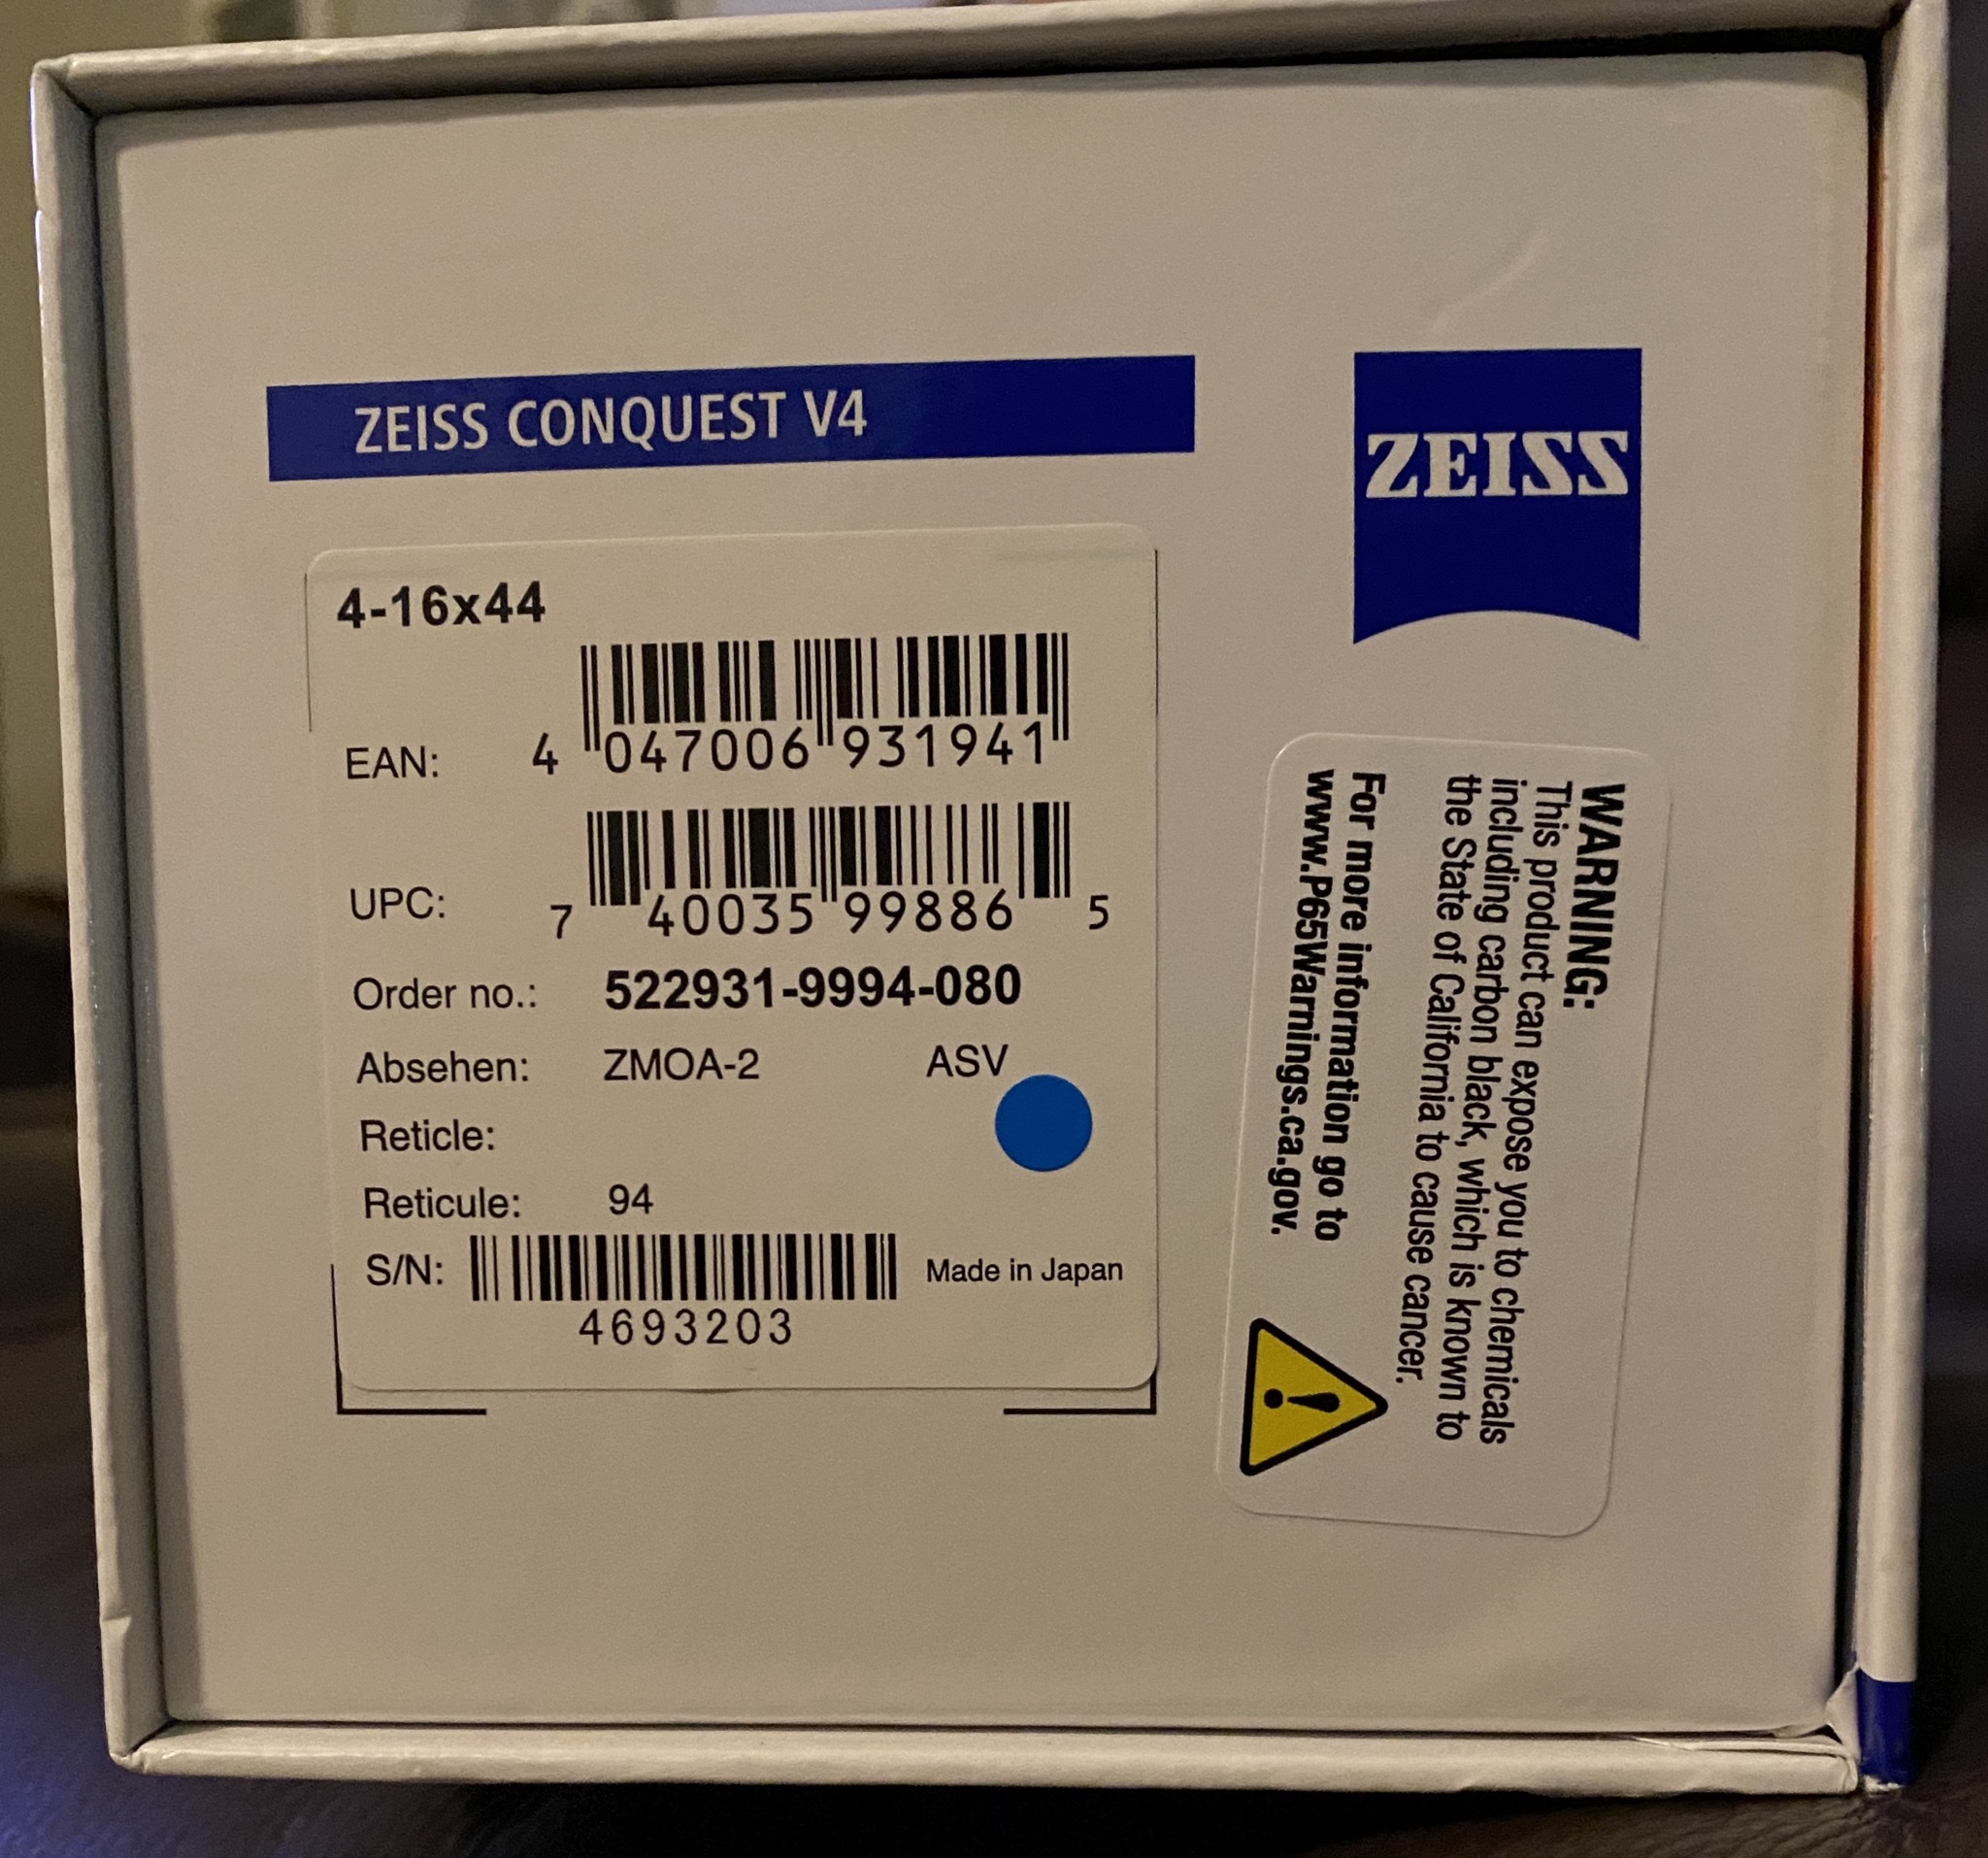 ZEISS CONQUEST V4
ZEISS
4-16x44
EAN: 4 047006 931941
UPC: 7 40035 99886 5
Order no.: 522931-9994-080
Absehen: ZMOA-2 ASV
Reticle:
Reticule: 94
S/N: Made in Japan
4693203
WARNING:
This product can expose you to chemicals
including carbon black, which is known to
the State of California to cause cancer.
For more information go to
www.P65Warnings.ca.gov.